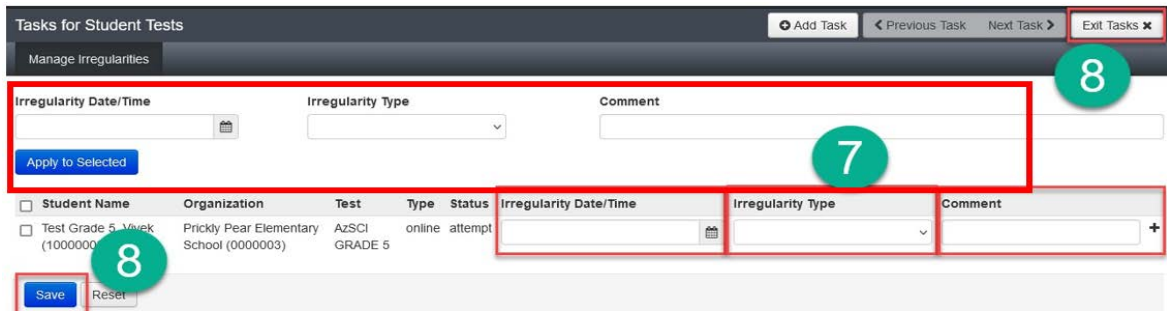 Tasks for Student Tests Add Task Previous Task Next Task Exit Tasks
Manage Irregularities 8
Irregularity Date/Time Irregularity Type Comment
Apply to Selected 7
Student Name Organization Test Type Status Irregularity Date/Time Irregularity Type Comment
Test Grade 5, Vivek Prickly Pear Elementary AzSCI online attempt
School (0000003) GRADE 5
8
Save Reset